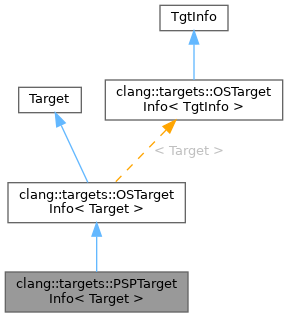 TgtInfo
Target
clang::targets::OSTarget
Info< TgtInfo >
< Target >
clang::targets::OSTarget
Info< Target >
clang::targets::PSPTarget
Info< Target >